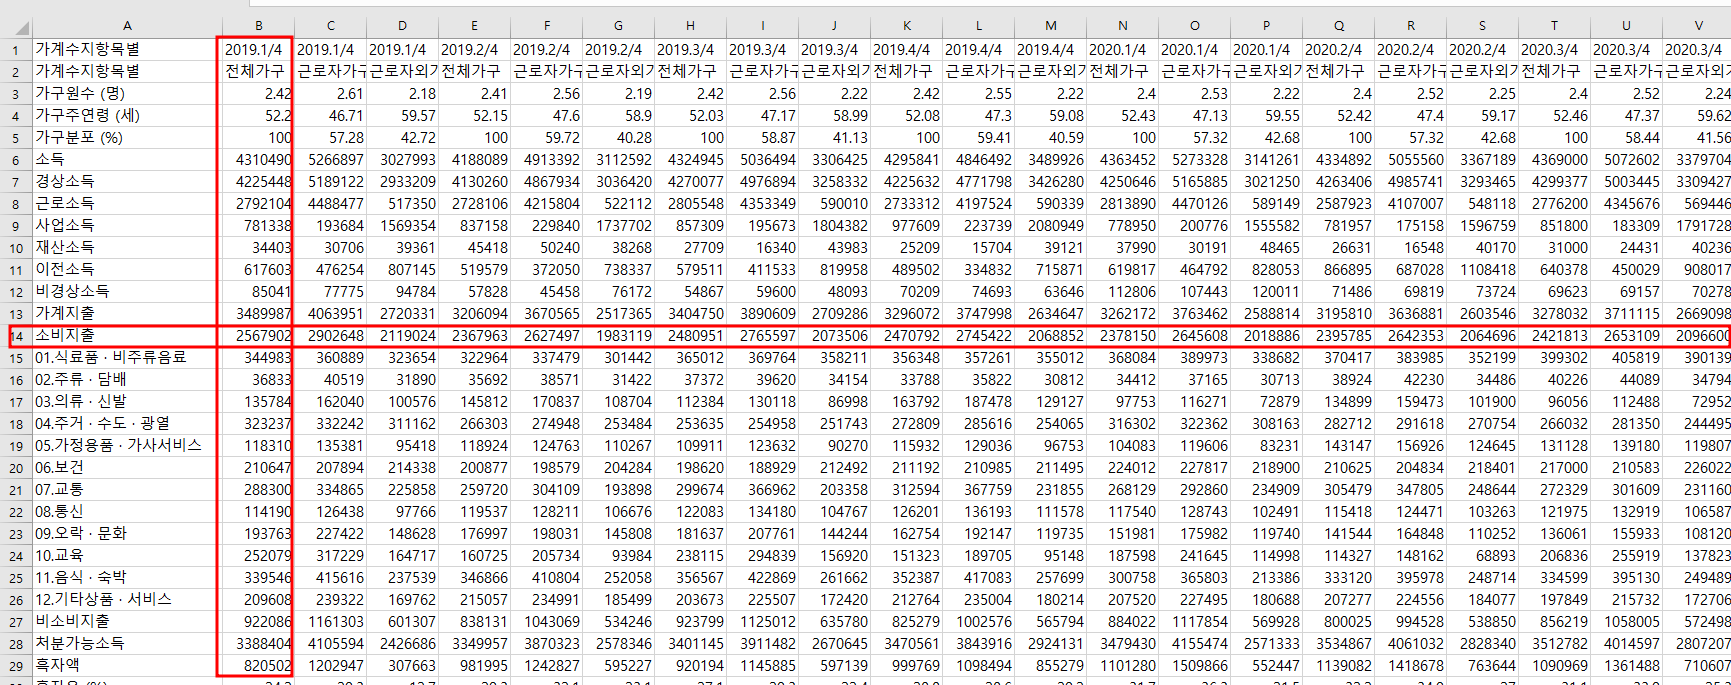 A B C D E F G H I J K L M N O P Q R S T U V
1 가계수지항목별 2019.1/4 2019.1/4 2019.1/4 2019.2/4 2019.2/4 2019.2/4 2019.3/4 2019.3/4 2019.3/4 2019.4/4 2019.4/4 2019.4/4 2020.1/4 2020.1/4 2020.1/4 2020.2/4 2020.2/4 2020.2/4 2020.3/4 2020.3/4 2020.3/4
2 가계수지항목별 전체가구 근로자가구 근로자외가 전체가구 근로자가구 근로자외가 전체가구 근로자가구 근로자외가 전체가구 근로자가구 근로자외가 전체가구 근로자가구 근로자외가 전체가구 근로자가구 근로자외가 전체가구 근로자가구 근로자외가
3 가구원수 (명) 2.42 2.61 2.18 2.41 2.56 2.19 2.42 2.56 2.22 2.42 2.55 2.22 2.4 2.53 2.22 2.4 2.52 2.25 2.4 2.52 2.24
4 가구주연령 (세) 52.2 46.71 59.57 52.15 47.6 58.9 52.03 47.17 58.99 52.08 47.3 59.08 52.43 47.13 59.55 52.42 47.4 59.17 52.46 47.37 59.62
5 가구분포 (%) 100 57.28 42.72 100 59.72 40.28 100 58.87 41.13 100 59.41 40.59 100 57.32 42.68 100 57.32 42.68 100 58.44 41.56
6 소득 4310490 5266897 3027993 4188089 4913392 3112592 4324945 5036494 3306425 4295841 4846492 3489926 4363452 5273328 3141261 4334892 5055560 3367189 4369000 5072602 3379704
7 경상소득 4225448 5189122 2933209 4130260 4867934 3036420 4270077 4976894 3258332 4225632 4771798 3426280 4250646 5165885 3021250 4263406 4985741 3293465 4299377 5003445 3309427
8 근로소득 2792104 4488477 517350 2728106 4215804 522112 2805548 4353349 590010 2733312 4197524 590339 2813890 4470126 589149 2587923 4107007 548118 2776200 4345676 569446
9 사업소득 781338 193684 1569354 837158 229840 1737702 857309 195673 1804382 977609 223739 2080949 778950 200776 1555582 781957 175158 1596759 851800 183309 1791728
10 재산소득 34403 30706 39361 45418 50240 38268 27709 16340 43983 25209 15704 39121 37990 30191 48465 26631 16548 40170 31000 24431 40236
11 이전소득 617603 476254 807145 519579 372050 738337 579511 411533 819958 489502 334832 715871 619817 464792 828053 866895 687028 1108418 640378 450029 908017
12 비경상소득 85041 77775 94784 57828 45458 76172 54867 59600 48093 70209 74693 63646 112806 107443 120011 71486 69819 73724 69623 69157 70278
13 가계지출 3489987 4063951 2720331 3206094 3670565 2517365 3404750 3890609 2709286 3296072 3747998 2634647 3262172 3763462 2588814 3195810 3636881 2603546 3278032 3711115 2669098
14 소비지출 2567902 2902648 2119024 2367963 2627497 1983119 2480951 2765597 2073506 2470792 2745422 2068852 2378150 2645608 2018886 2395785 2642353 2064696 2421813 2653109 2096600
15 01.식료품 · 비주류음료 344983 360889 323654 322964 337479 301442 365012 369764 358211 356348 357261 355012 368084 389973 338682 370417 383985 352199 399302 405819 390139
16 02.주류 · 담배 36833 40519 31890 35692 38571 31422 37372 39620 34154 33788 35822 30812 34412 37165 30713 38924 42230 34486 40226 44089 34794
17 03.의류 · 신발 135784 162040 100576 145812 170837 108704 112384 130118 86998 163792 187478 129127 97753 116271 72879 134899 159473 101900 96056 112488 72952
18 04.주거 · 수도 · 광열 323237 332242 311162 266303 274948 253484 253635 254958 251743 272809 285616 254065 316302 322362 308163 282712 291618 270754 266032 281350 244495
19 05.가정용품 · 가사서비스 118310 135381 95418 118924 124763 110267 109911 123632 90270 115932 129036 96753 104083 119606 83231 143147 156926 124645 131128 139180 119807
20 06.보건 210647 207894 214338 200877 198579 204284 198620 188929 212492 211192 210985 211495 224012 227817 218900 210625 204834 218401 217000 210583 226022
21 07.교통 288300 334865 225858 259720 304109 193898 299674 366962 203358 312594 367759 231855 268129 292860 234909 305479 347805 248644 272329 301609 231160
22 08.통신 114190 126438 97766 119537 128211 106676 122083 134180 104767 126201 136193 111578 117540 128743 102491 115418 124471 103263 121975 132919 106587
23 09.오락 · 문화 193763 227422 148628 176997 198031 145808 181637 207761 144244 162754 192147 119735 151981 175982 119740 141544 164848 110252 136061 155933 108120
24 10.교육 252079 317229 164717 160725 205734 93984 238115 294839 156920 151323 189705 95148 187598 241645 114998 114327 148162 68893 206836 255919 137823
25 11.음식 · 숙박 339546 415616 237539 346866 410804 252058 356567 422869 261662 352387 417083 257699 300758 365803 213386 333120 395978 248714 334599 395130 249489
26 12.기타상품 · 서비스 209608 239322 169762 215057 234991 185499 203673 225507 172420 212764 235004 180214 207520 227495 180688 207277 224556 184077 197849 215732 172706
27 비소비지출 922086 1161303 601307 838131 1043069 534246 923799 1125012 635780 825279 1002576 565794 884022 1117854 569928 800025 994528 538850 856219 1058005 572498
28 처분가능소득 3388404 4105594 2426686 3349957 3870323 2578346 3401145 3911482 2670645 3470561 3843916 2924131 3479430 4155474 2571333 3534867 4061032 2828340 3512782 4014597 2807207
29 흑자액 820502 1202947 307663 981995 1242827 595227 920194 1145885 597139 999769 1098494 855279 1101280 1509866 552447 1139082 1418678 763644 1090969 1361488 710607